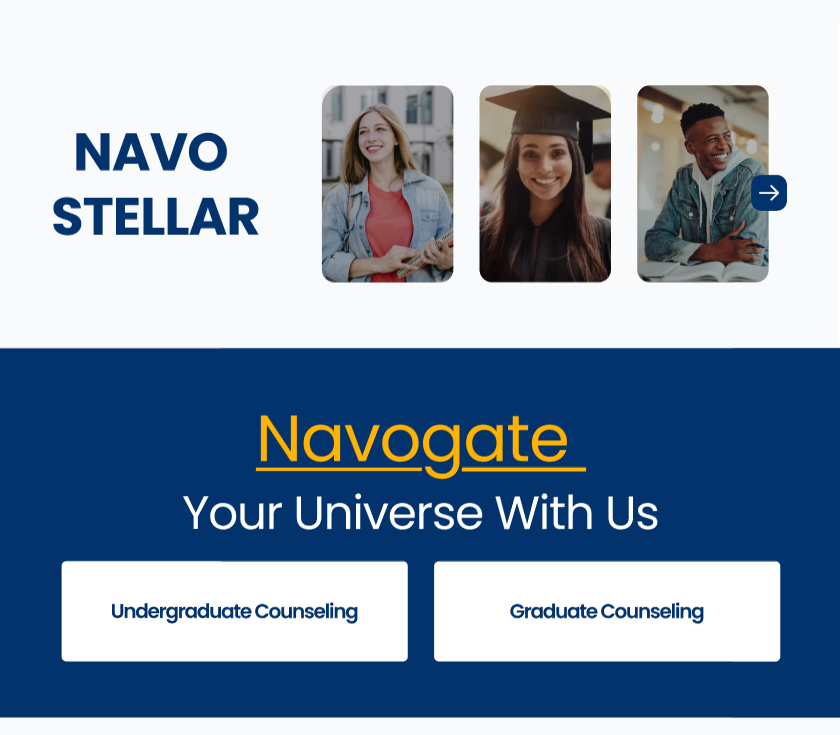 NAVO
STELLAR
Navogate
Your Universe With Us
Undergraduate Counseling
Graduate Counseling